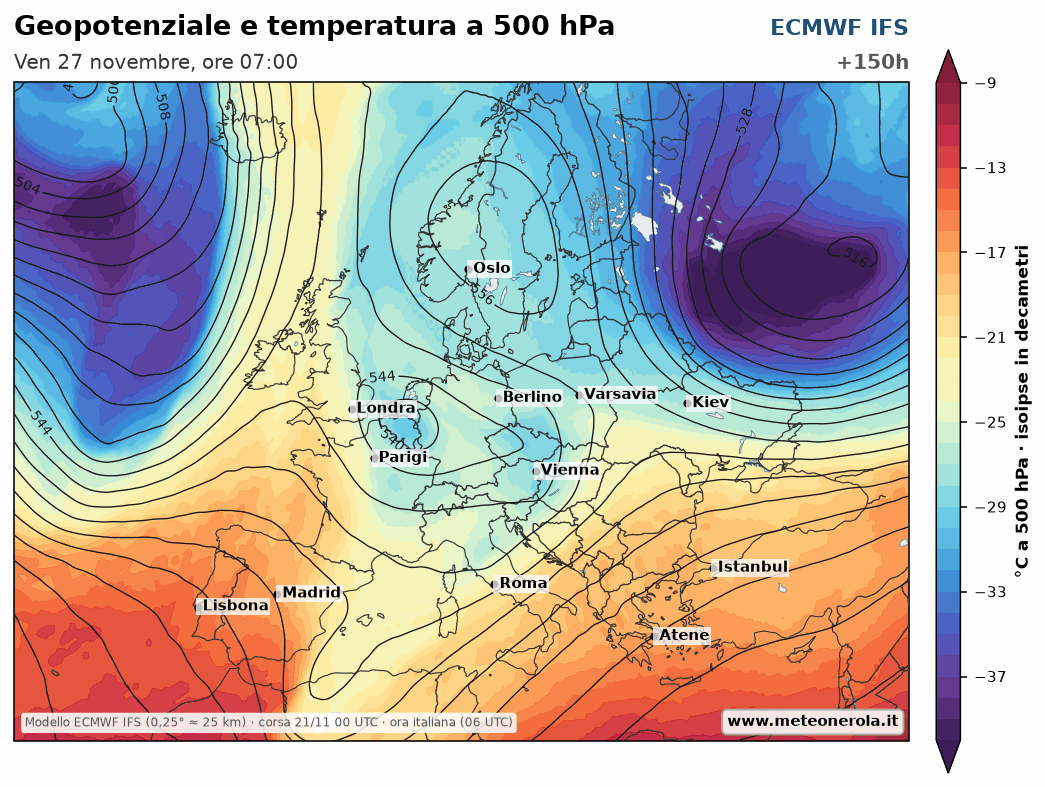 Geopotenziale e temperatura a 500 hPa
ECMWF IFS
Ven 27 novembre, ore 07:00
+150h
508
504
528
516
556
544
544
540
Oslo
Londra
Berlino
Varsavia
Kiev
Parigi
Vienna
Roma
Istanbul
Madrid
Lisbona
Atene
Modello ECMWF IFS (0,25° ≈ 25 km) · corsa 21/11 00 UTC · ora italiana (06 UTC)
www.meteonerola.it
−9
−13
−17
−21
−25
−29
−33
−37
°C a 500 hPa · isoipse in decametri